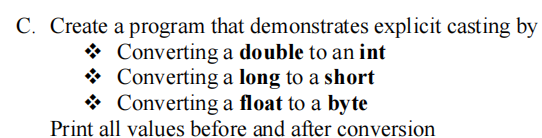 C. Create a program that demonstrates explicit casting by
❖ Converting a double to an int
❖ Converting a long to a short
❖ Converting a float to a byte
Print all values before and after conversion